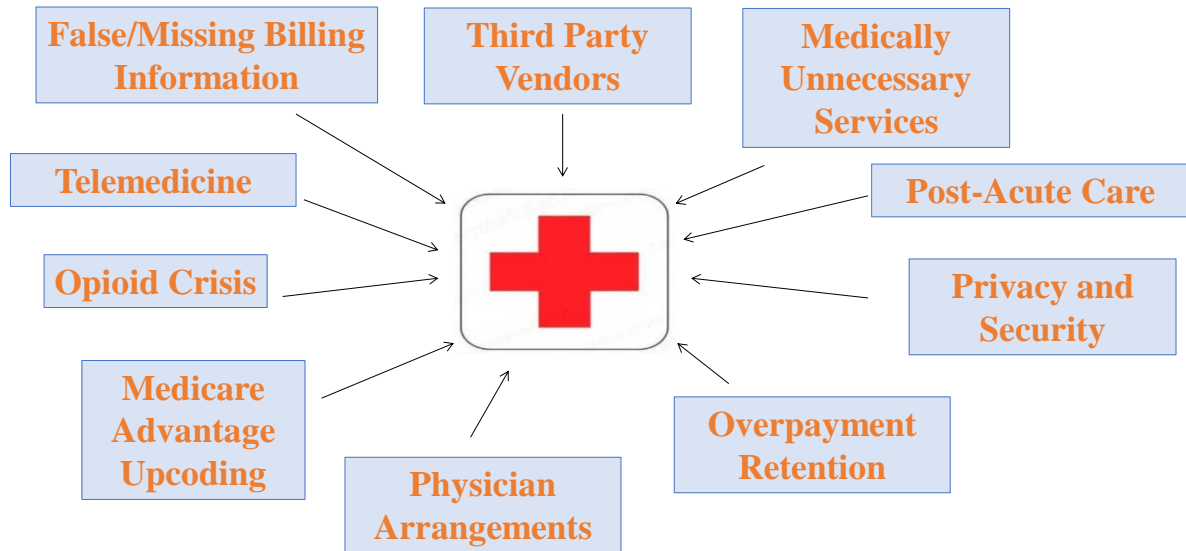 False/Missing Billing
Information
Third Party
Vendors
Medically
Unnecessary
Services
Telemedicine
Post-Acute Care
Opioid Crisis
Privacy and
Security
Medicare
Advantage
Upcoding
Overpayment
Retention
Physician
Arrangements